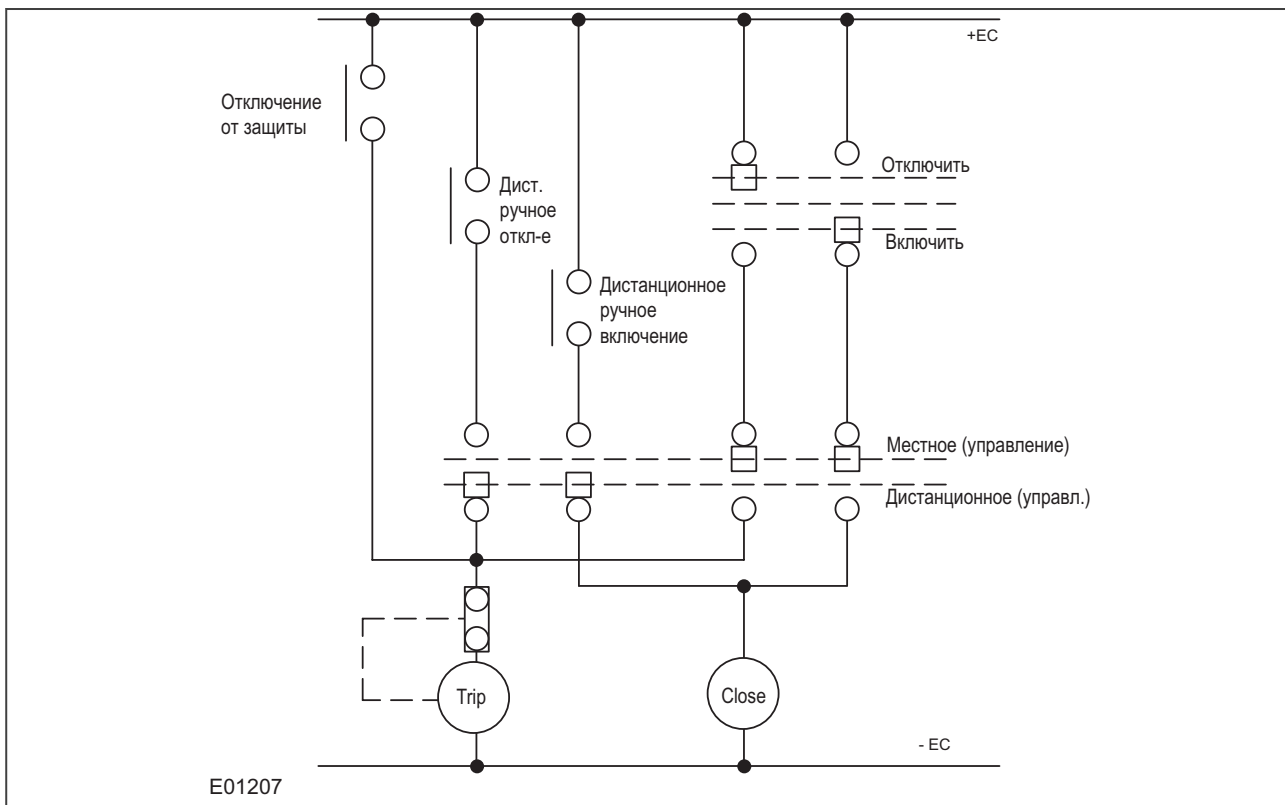 +EC
Отключение
от защиты
Отключить
Дист.
ручное
откл-е
Включить
Дистанционное
ручное
включение
Местное (управление)
Дистанционное (управл.)
Trip
Close
- EC
E01207